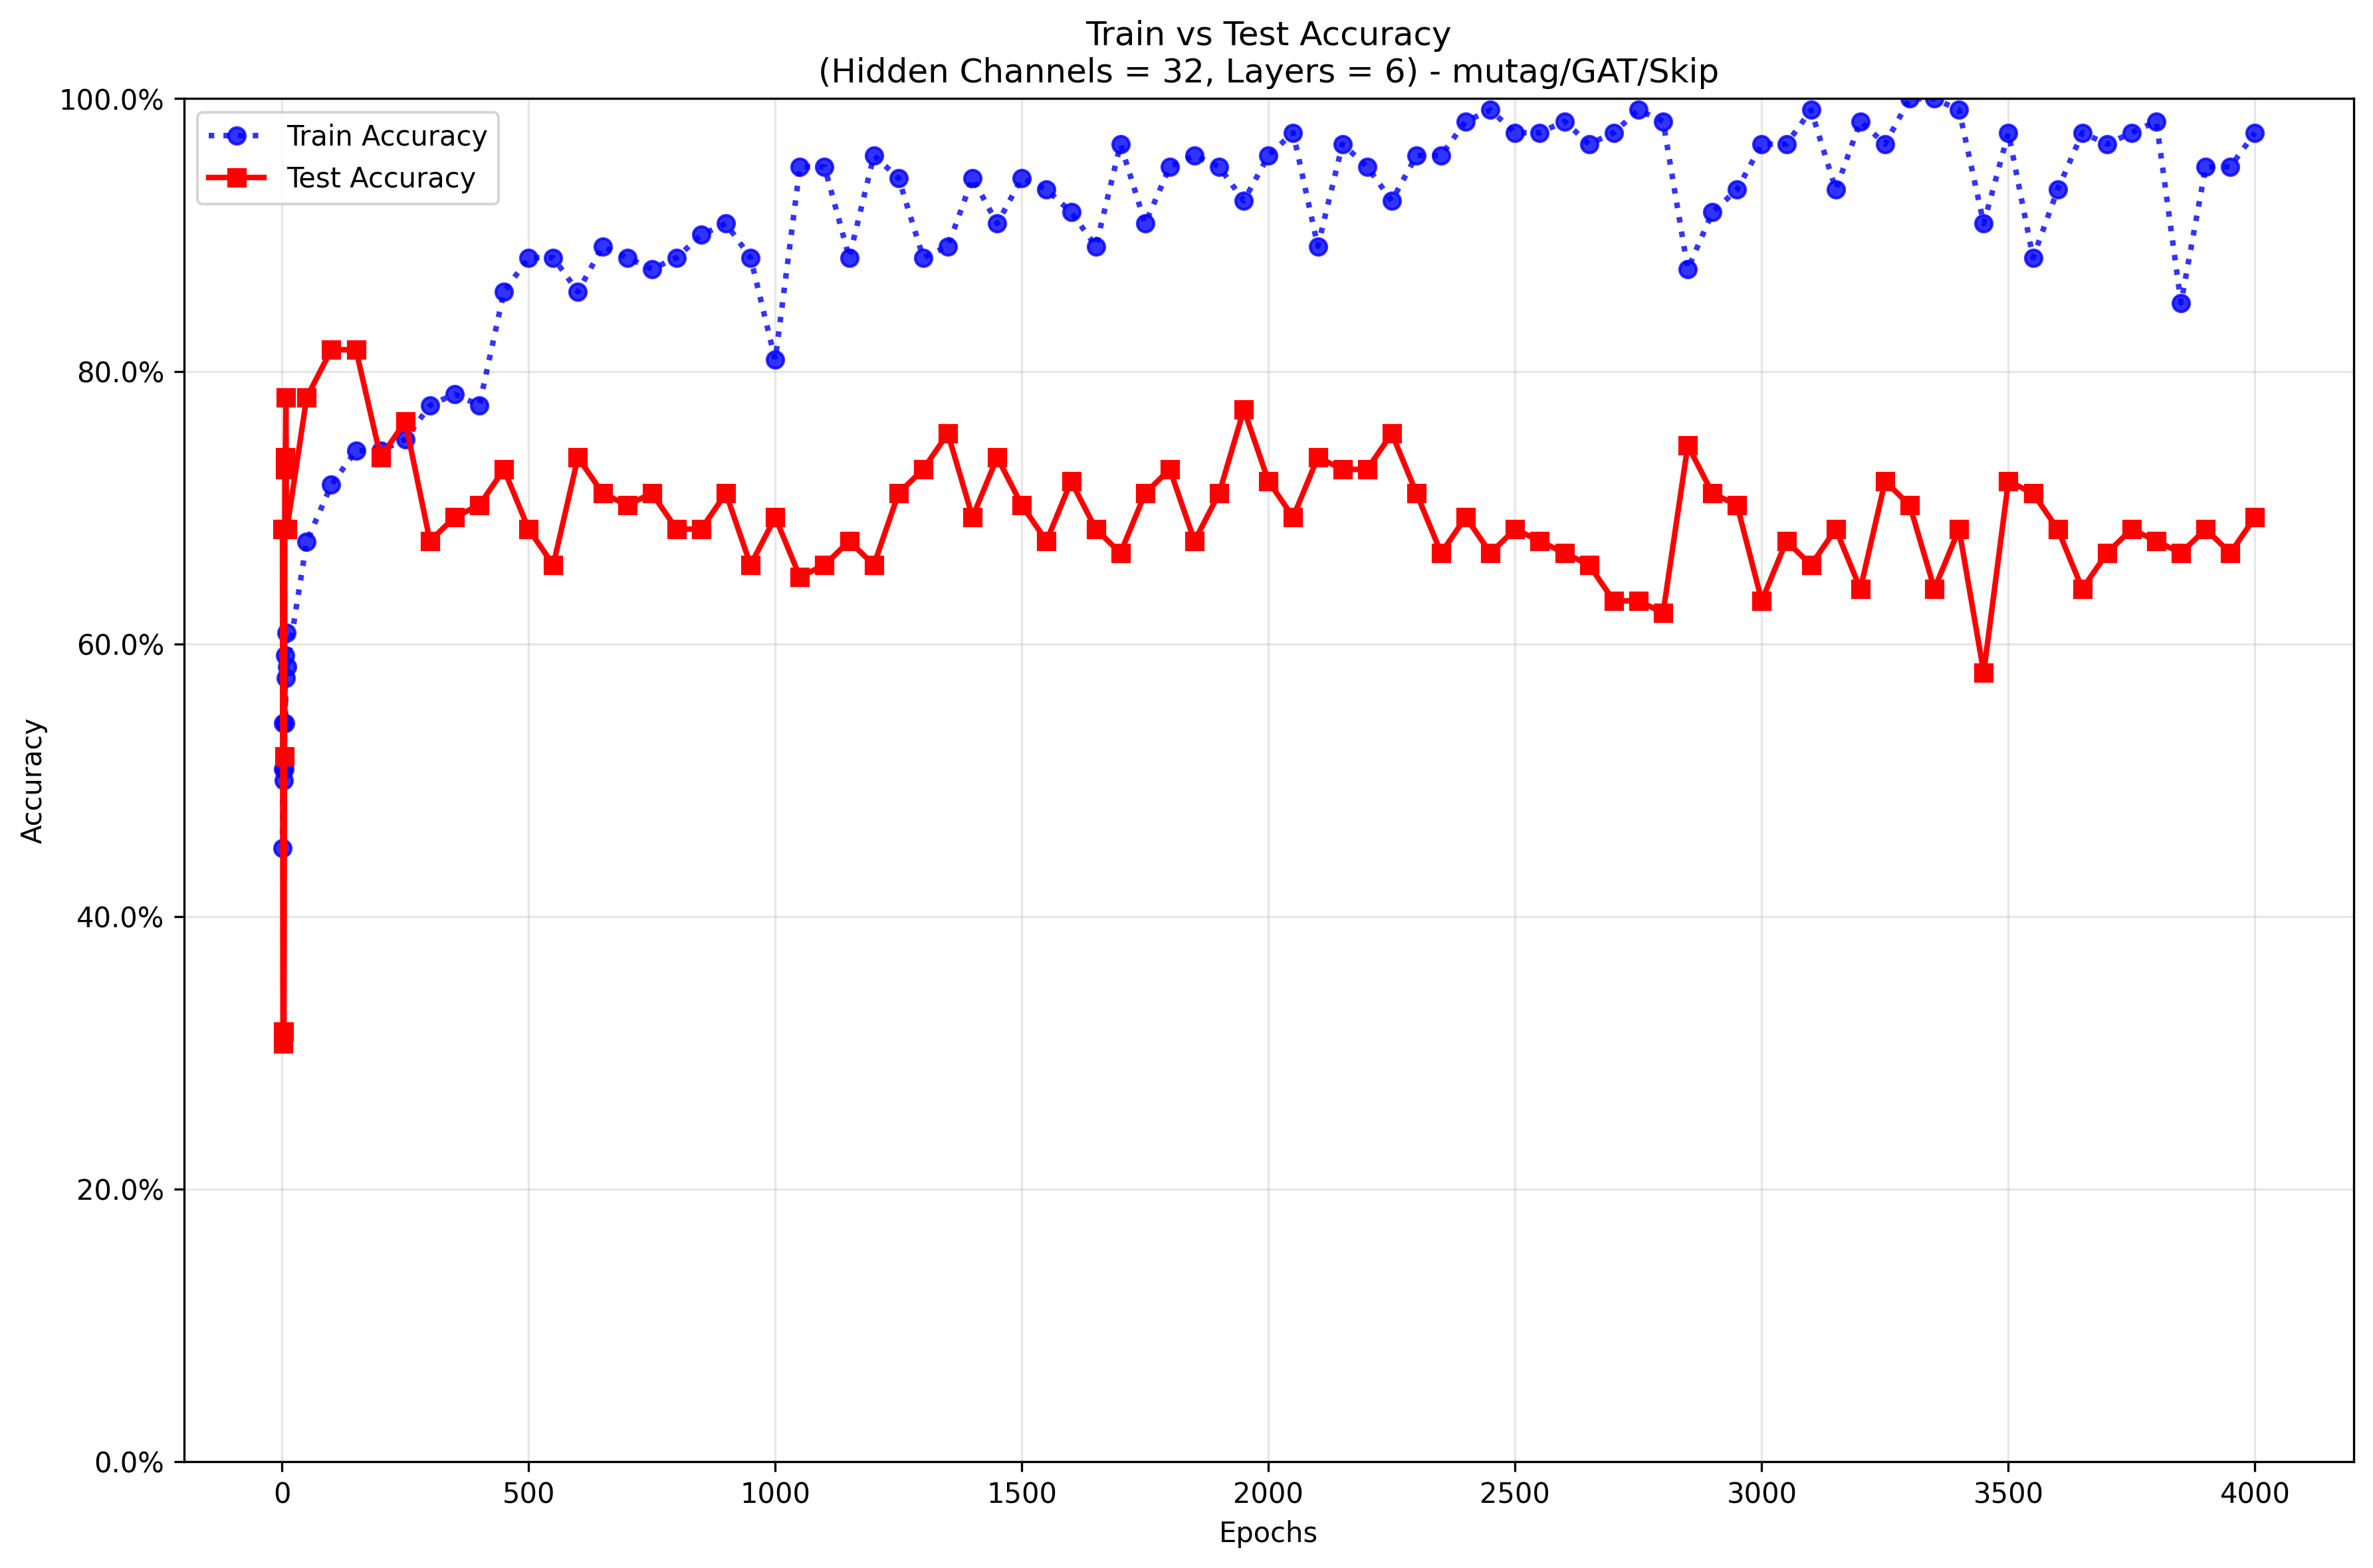 Train vs Test Accuracy
(Hidden Channels = 32, Layers = 6) - mutag/GAT/Skip
Train Accuracy
Test Accuracy
100.0%
80.0%
60.0%
40.0%
20.0%
0.0%
Accuracy
0 500 1000 1500 2000 2500 3000 3500 4000
Epochs